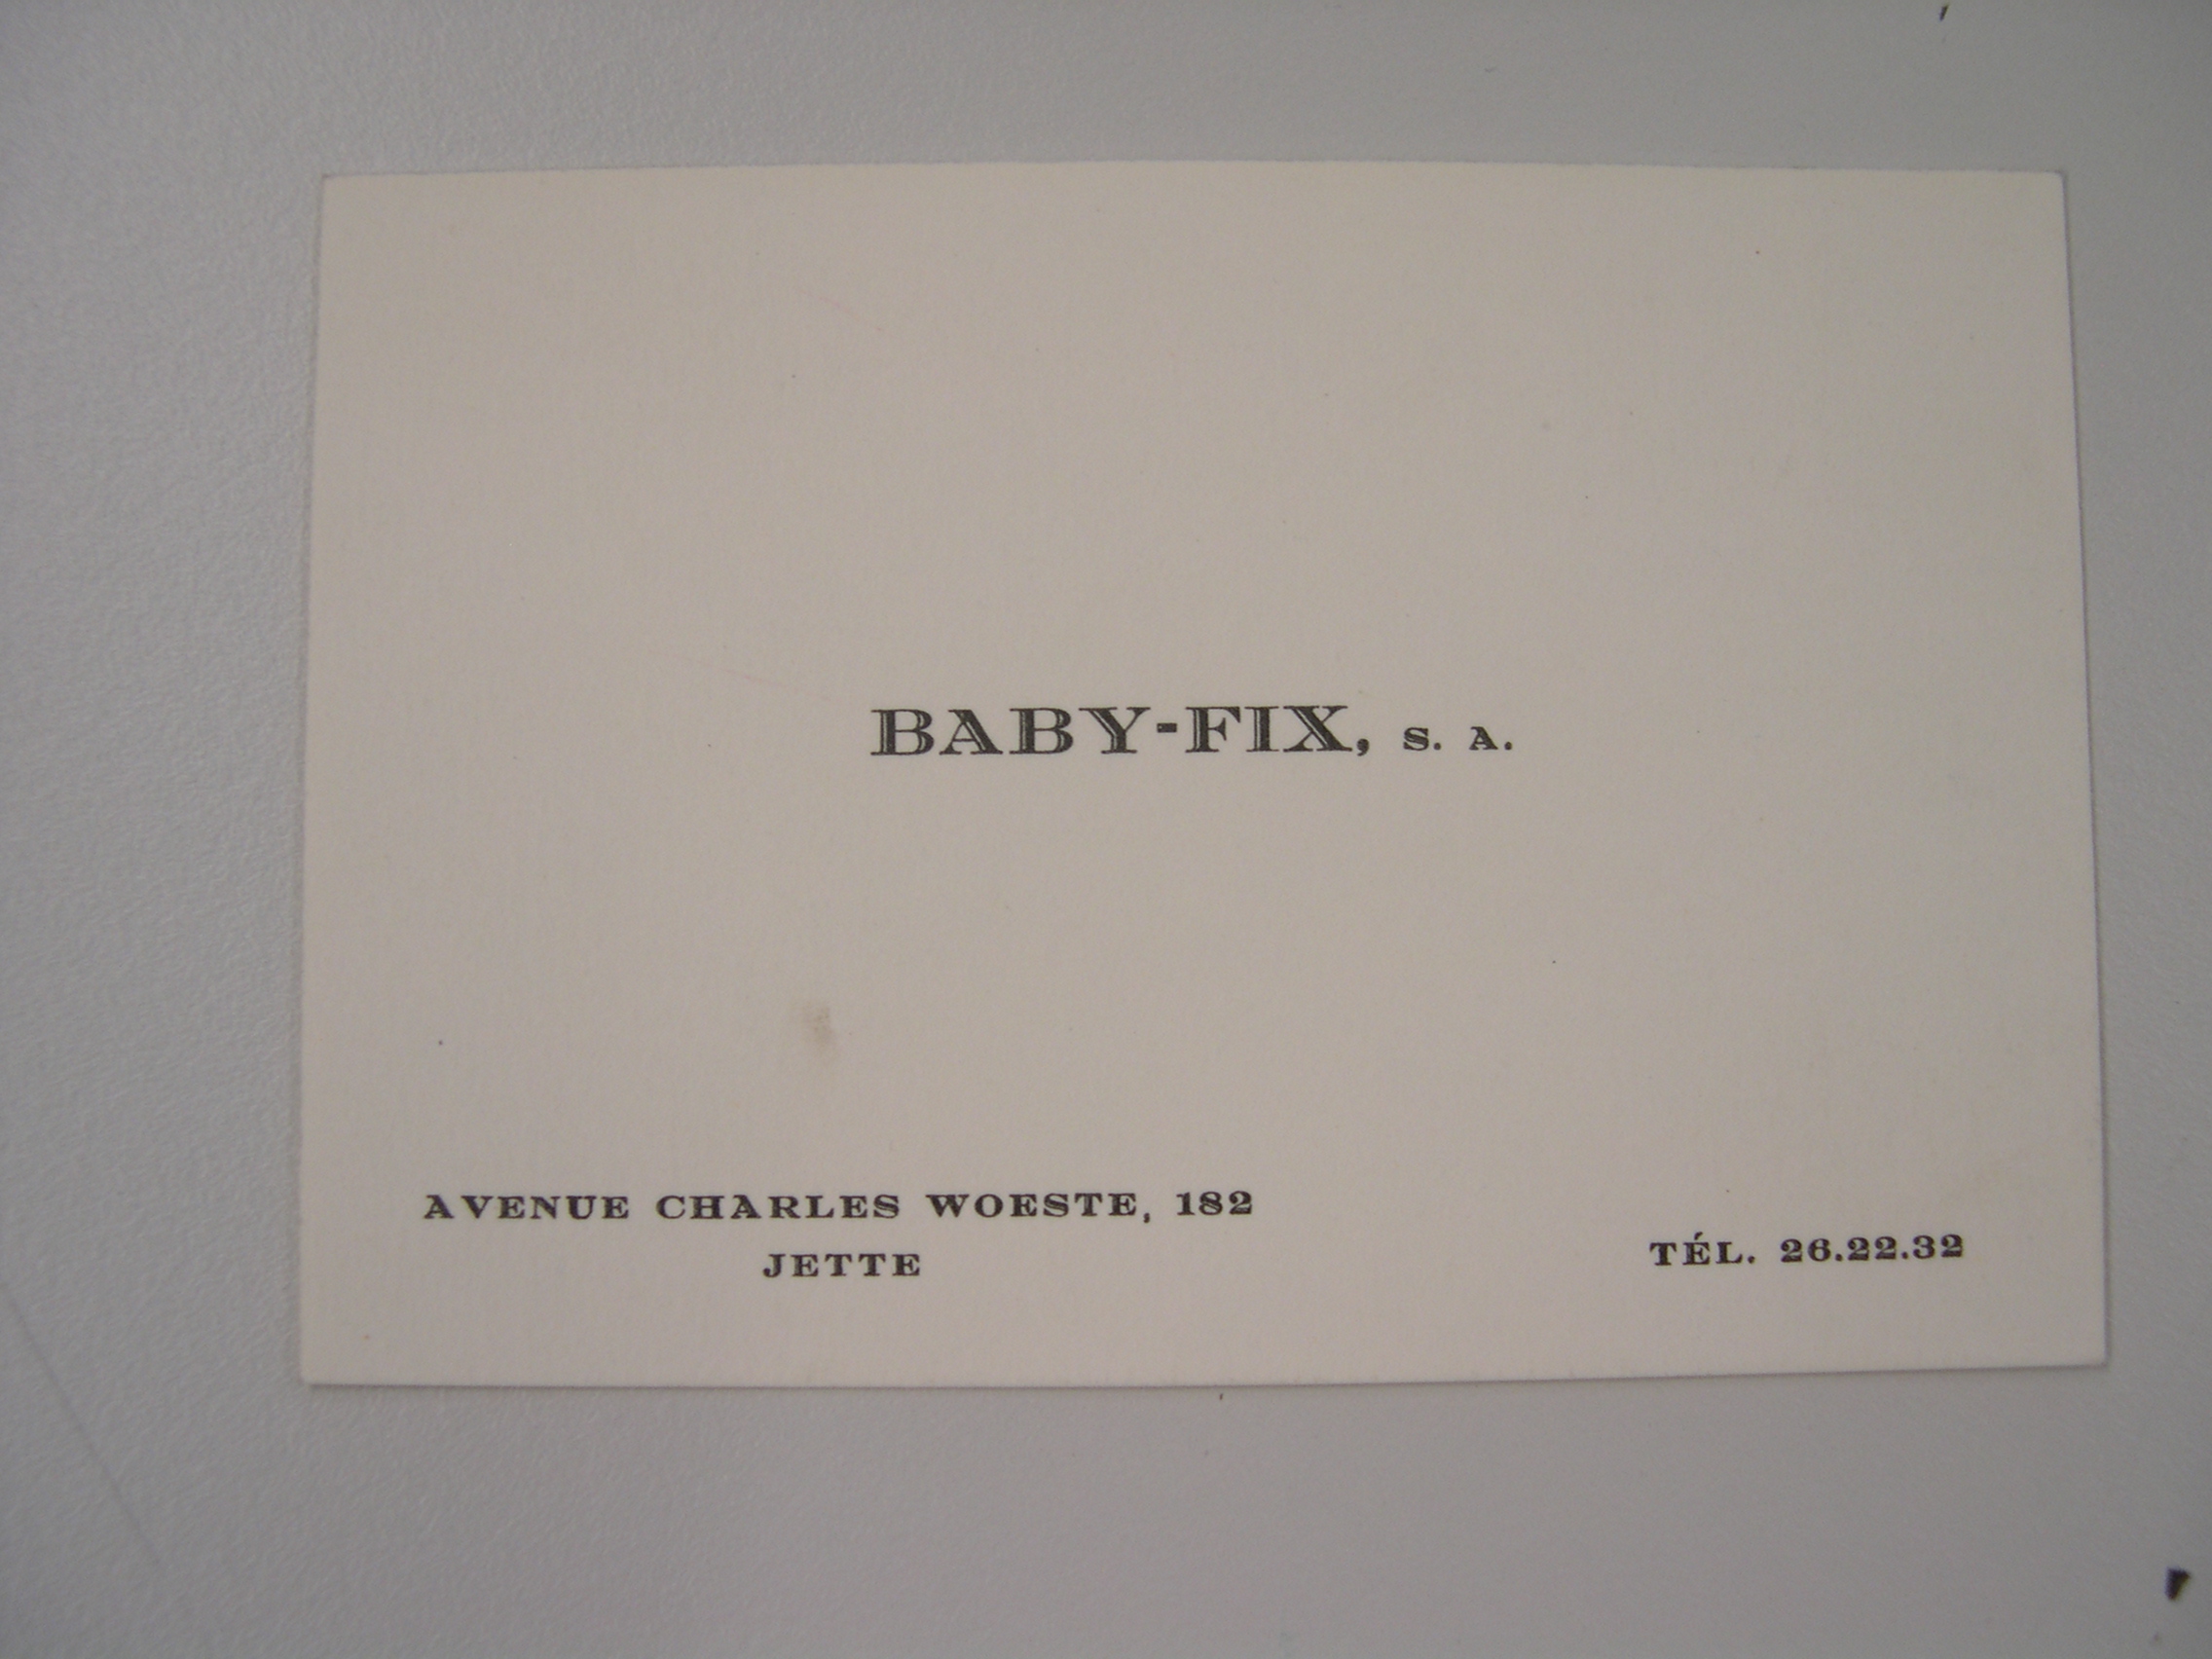 BABY-FIX, S. A.
AVENUE CHARLES WOESTE, 182
JETTE
TÉL. 26.22.32